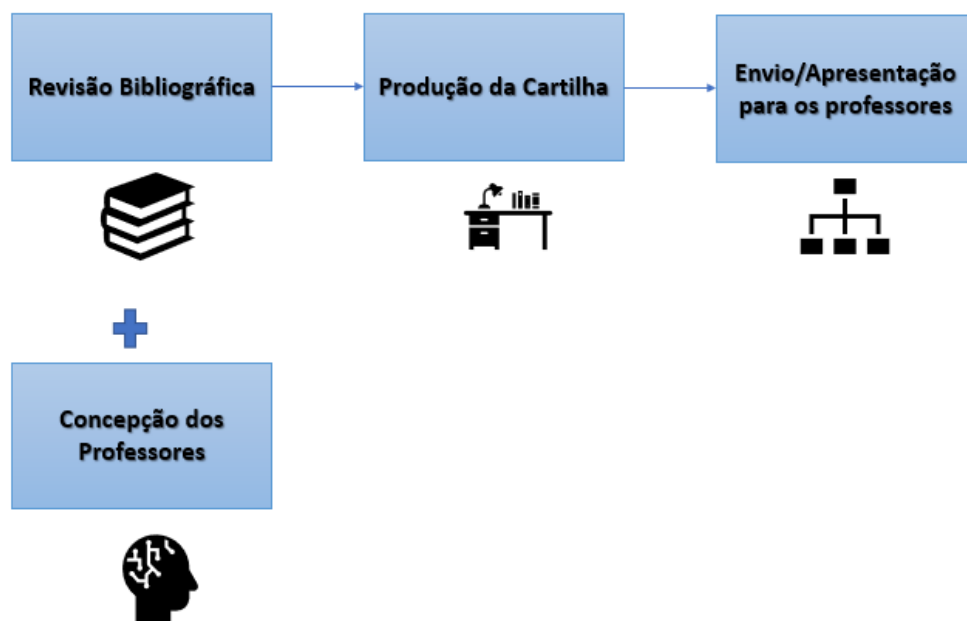 Revisão Bibliográfica
Produção da Cartilha
Envio/Apresentação
para os professores
Concepção dos
Professores